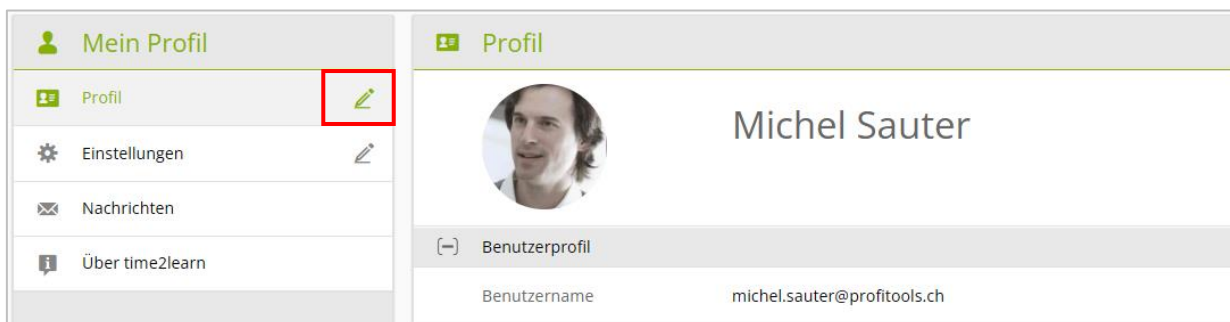 Mein Profil
Profil
Einstellungen
Nachrichten
Über time2learn
Profil
Michel Sauter
Benutzerprofil
Benutzername michel.sauter@profitools.ch